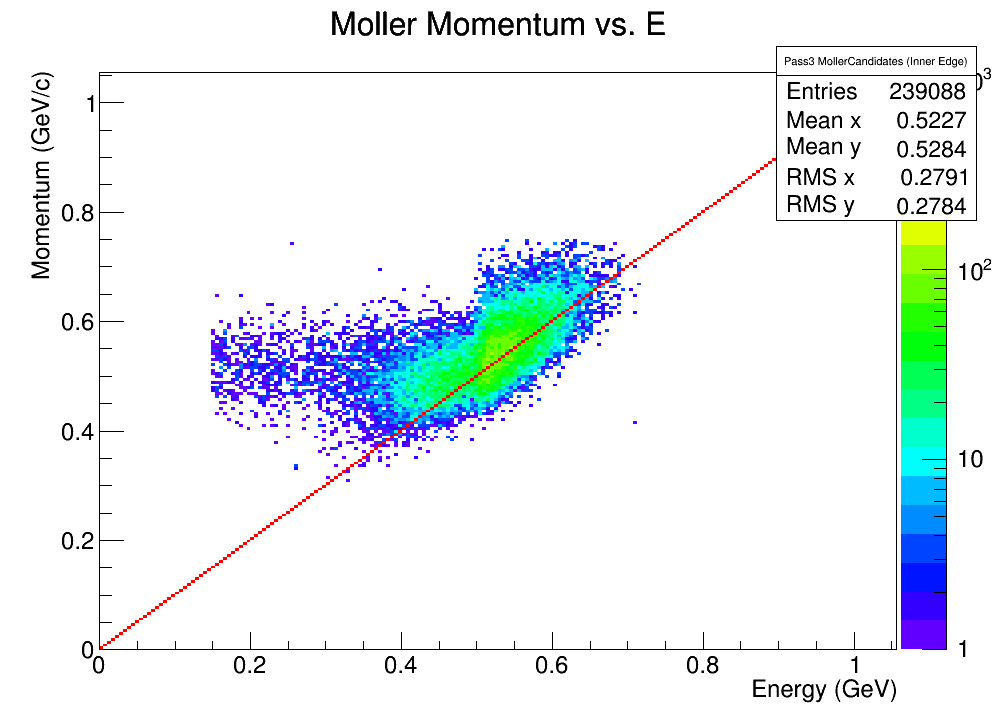 Moller Momentum vs. E
Pass3 MollerCandidates (Inner Edge)
Entries 239088
Mean x 0.5227
Mean y 0.5284
RMS x 0.2791
RMS y 0.2784
Momentum (GeV/c)
1
0.8
0.6
0.4
0.2
0
0 0.2 0.4 0.6 0.8 1
Energy (GeV)
10²
10
1